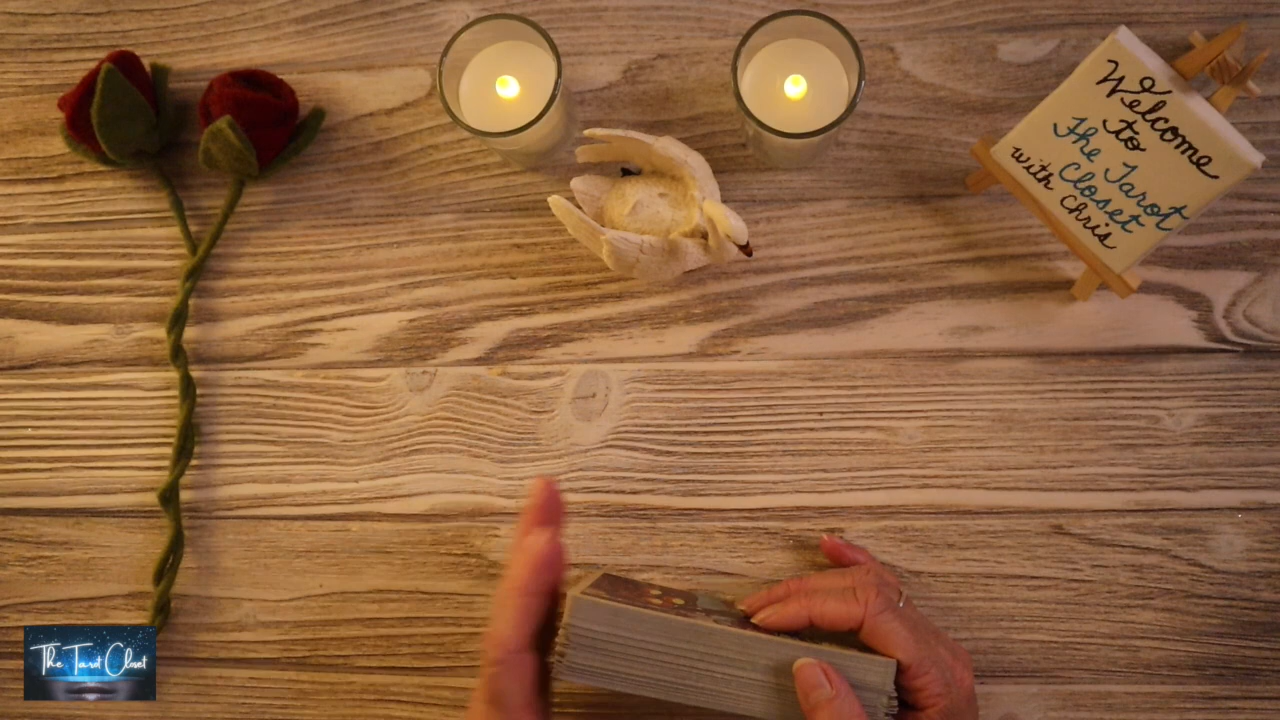 Welcome
to
The Tarot
Closet
with Chris
The Tarot Closet